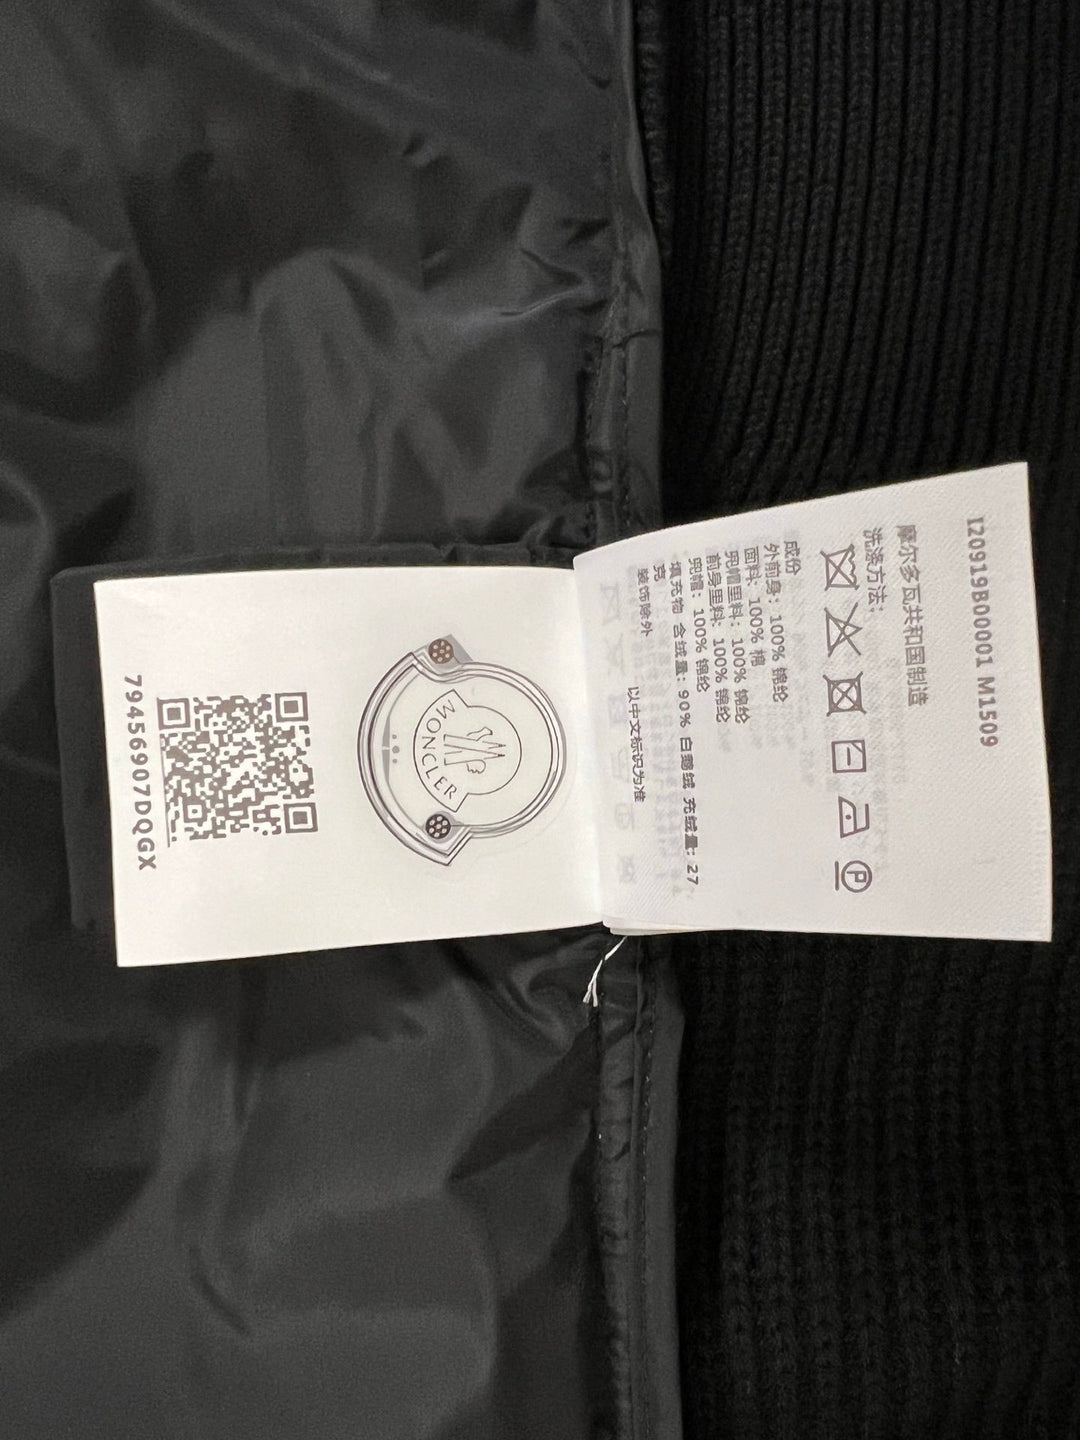 79456907DQGX
MONCLER
I20919B00001 M1509
摩尔多瓦共和国制造
洗涤方法:
P
成份
外前身: 100% 锦纶
面料: 100% 棉
兜帽里料: 100% 锦纶
前身里料: 100% 锦纶
兜帽: 100% 锦纶
填充物 含绒量: 90% 白鹅绒 充绒量: 27
克
装饰除外
以中文标识为准